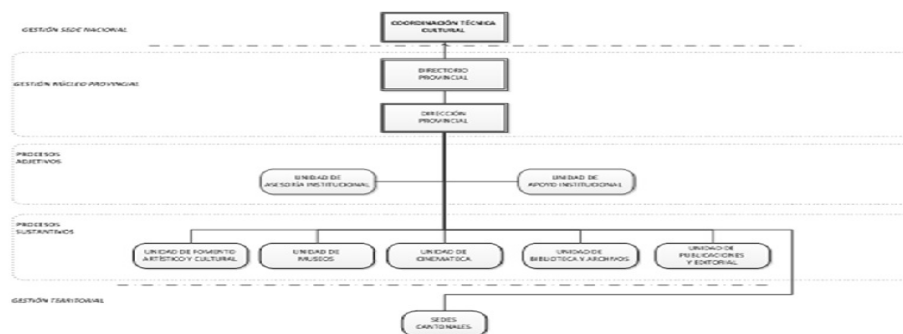 COORDINACIÓN TÉCNICA
CULTURAL
GESTIÓN SEDE NACIONAL
DIRECTORIO
PROVINCIAL
GESTIÓN NÚCLEO PROVINCIAL
DIRECCIÓN
PROVINCIAL
PROCESOS
ADJETIVOS
UNIDAD DE
ASESORÍA INSTITUCIONAL
UNIDAD DE
APOYO INSTITUCIONAL
PROCESOS
SUSTANTIVOS
UNIDAD DE FOMENTO
ARTÍSTICO Y CULTURAL
UNIDAD DE
MUSEOS
UNIDAD DE
CINEMATECA
UNIDAD DE
BIBLIOTECA Y ARCHIVOS
UNIDAD DE
PUBLICACIONES
Y EDITORIAL
GESTIÓN TERRITORIAL
SEDES
CANTONALES